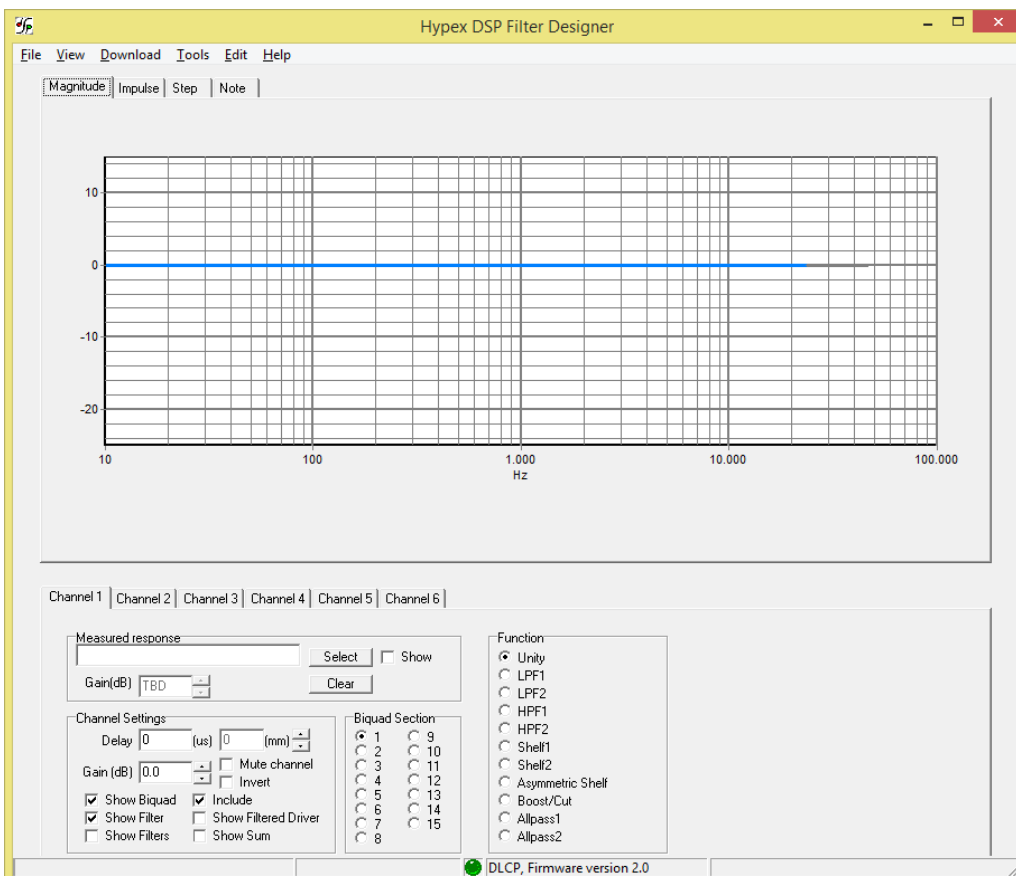 Hypex DSP Filter Designer
File View Download Tools Edit Help
Magnitude Impulse Step Note
10
0
-10
-20
10 100 1.000 10.000 100.000
Hz
Channel 1 Channel 2 Channel 3 Channel 4 Channel 5 Channel 6
Measured response
Select Show
Gain(dB) TBD Clear
Channel Settings
Delay 0 (us) 0 (mm)
Gain (dB) 0.0 Mute channel
Invert
Show Biquad Include
Show Filter Show Filtered Driver
Show Filters Show Sum
Biquad Section
1 9
2 10
3 11
4 12
5 13
6 14
7 15
8
Function
Unity
LPF1
LPF2
HPF1
HPF2
Shelf1
Shelf2
Asymmetric Shelf
Boost/Cut
Allpass1
Allpass2
DLCP, Firmware version 2.0